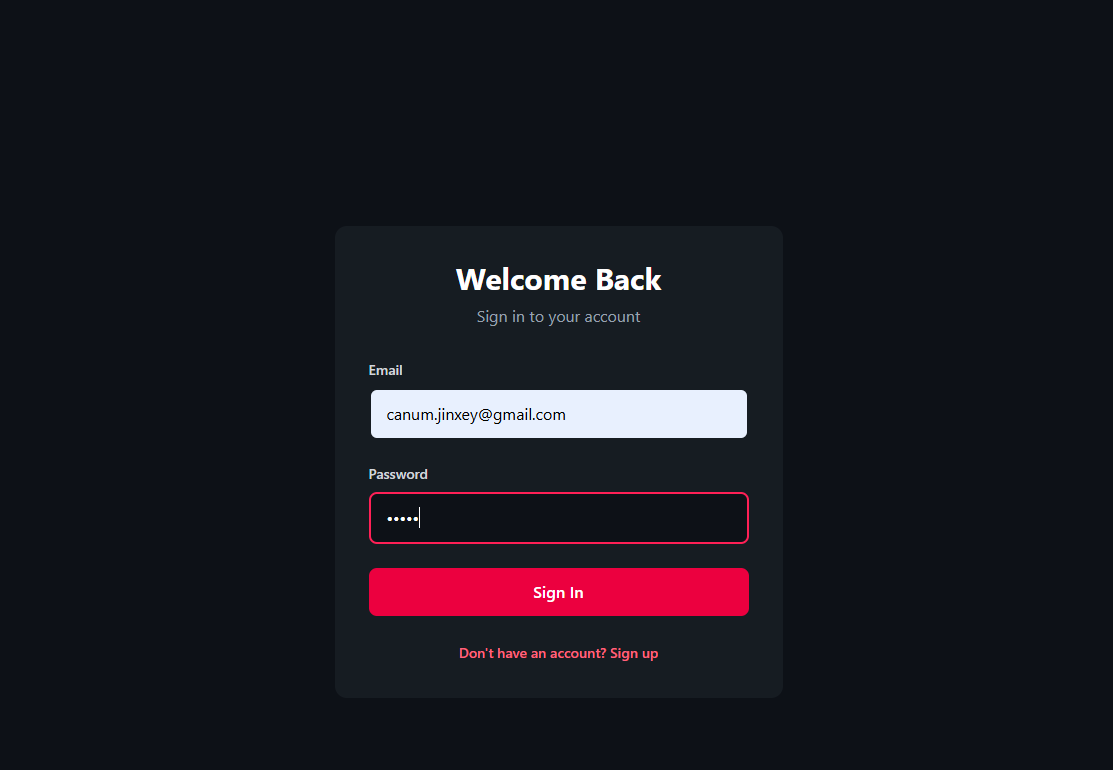 Welcome Back
Sign in to your account
Email
canum.jinxey@gmail.com
Password
•••••
Sign In
Don't have an account? Sign up